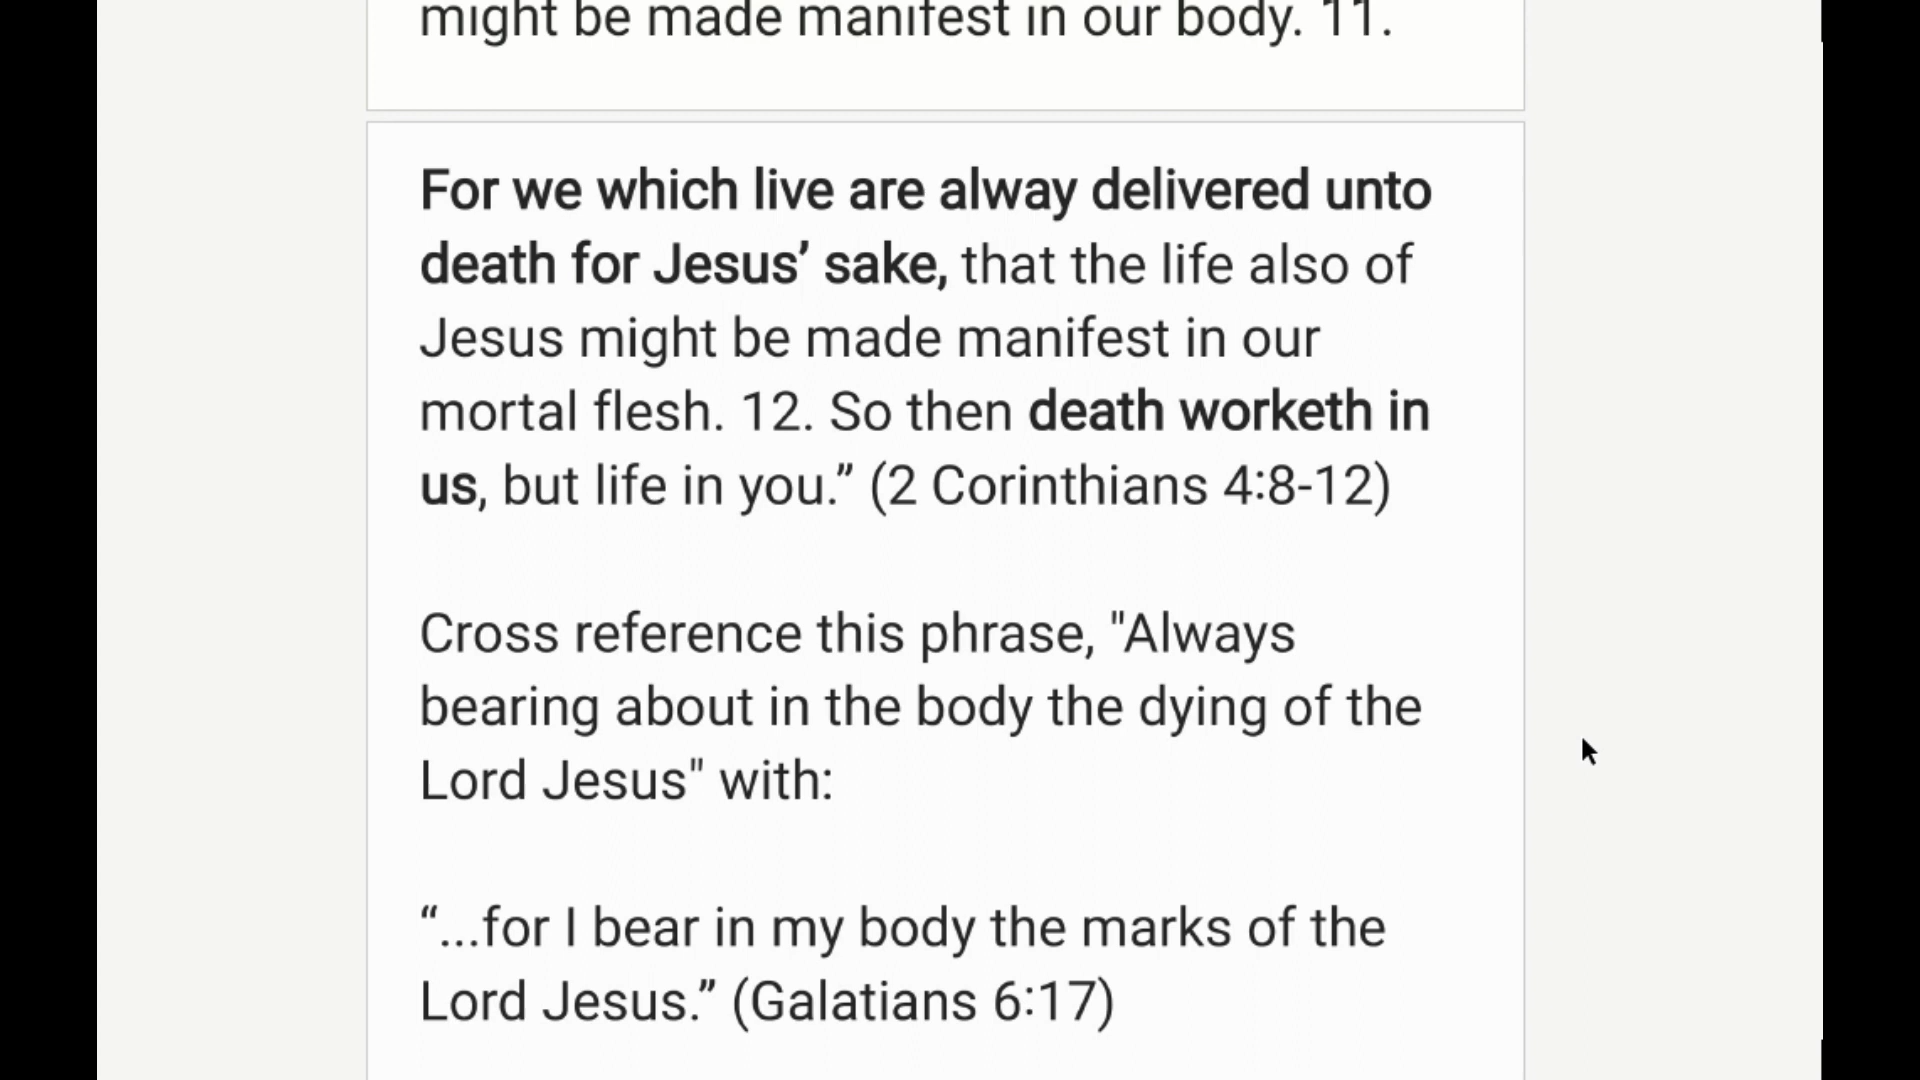 might be made manifest in our body. 11.
For we which live are alway delivered unto
death for Jesus’ sake, that the life also of
Jesus might be made manifest in our
mortal flesh. 12. So then death worketh in
us, but life in you.” (2 Corinthians 4:8-12)
Cross reference this phrase, "Always
bearing about in the body the dying of the
Lord Jesus" with:
“...for I bear in my body the marks of the
Lord Jesus.” (Galatians 6:17)